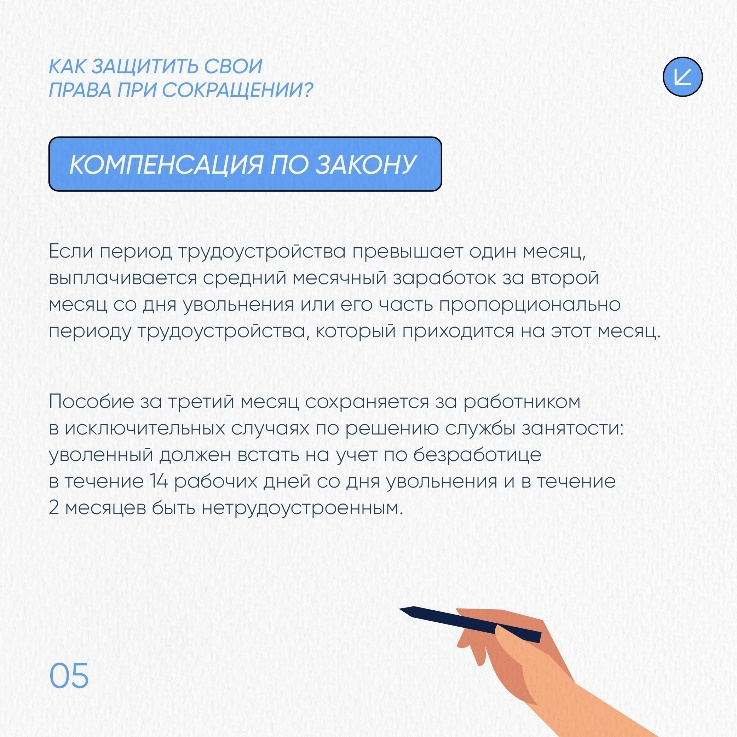 КАК ЗАЩИТИТЬ СВОИ
ПРАВА ПРИ СОКРАЩЕНИИ?
КОМПЕНСАЦИЯ ПО ЗАКОНУ
Если период трудоустройства превышает один месяц,
выплачивается средний месячный заработок за второй
месяц со дня увольнения или его часть пропорционально
периоду трудоустройства, который приходится на этот месяц.
Пособие за третий месяц сохраняется за работником
в исключительных случаях по решению службы занятости:
уволенный должен встать на учет по безработице
в течение 14 рабочих дней со дня увольнения и в течение
2 месяцев быть нетрудоустроенным.
05